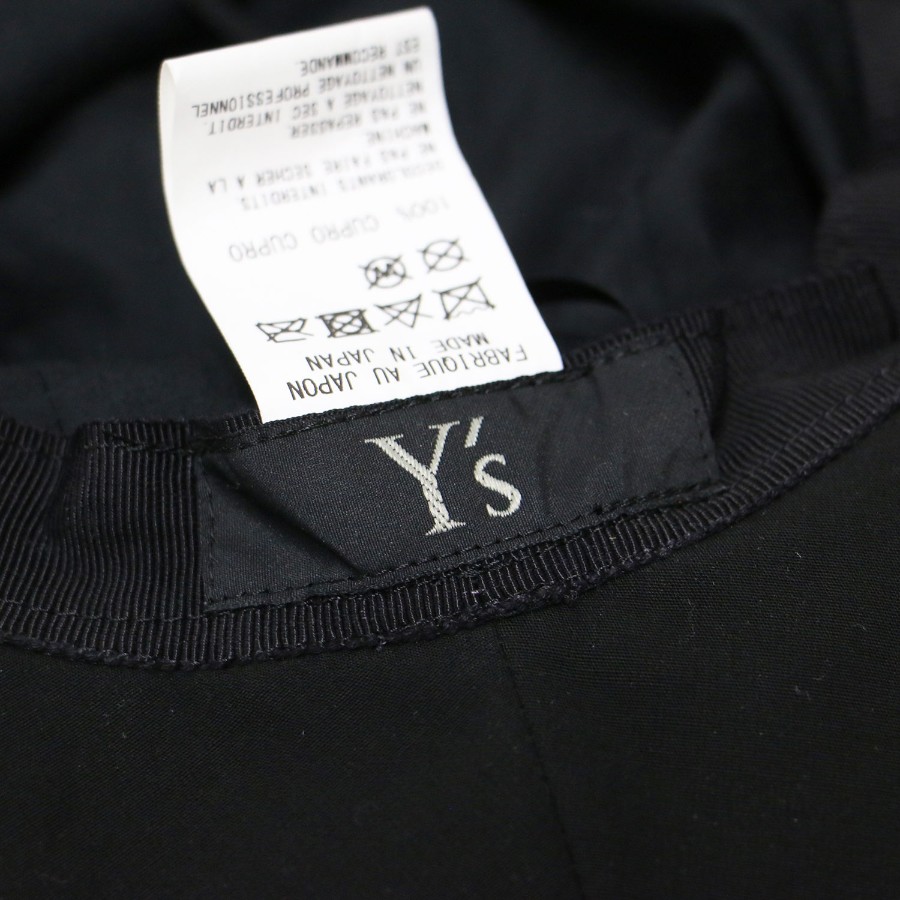 Y's
MADE IN JAPAN
FABRIQUE AU JAPON
100% CUPRO CUPRO
DECOLORANTS INTERDITS.
NE PAS FAIRE SECHER A LA
MACHINE.
NE PAS REPASSER.
NETTOYAGE A SEC INTERDIT.
UN NETTOYAGE PROFESSIONNEL
EST RECOMMANDE.